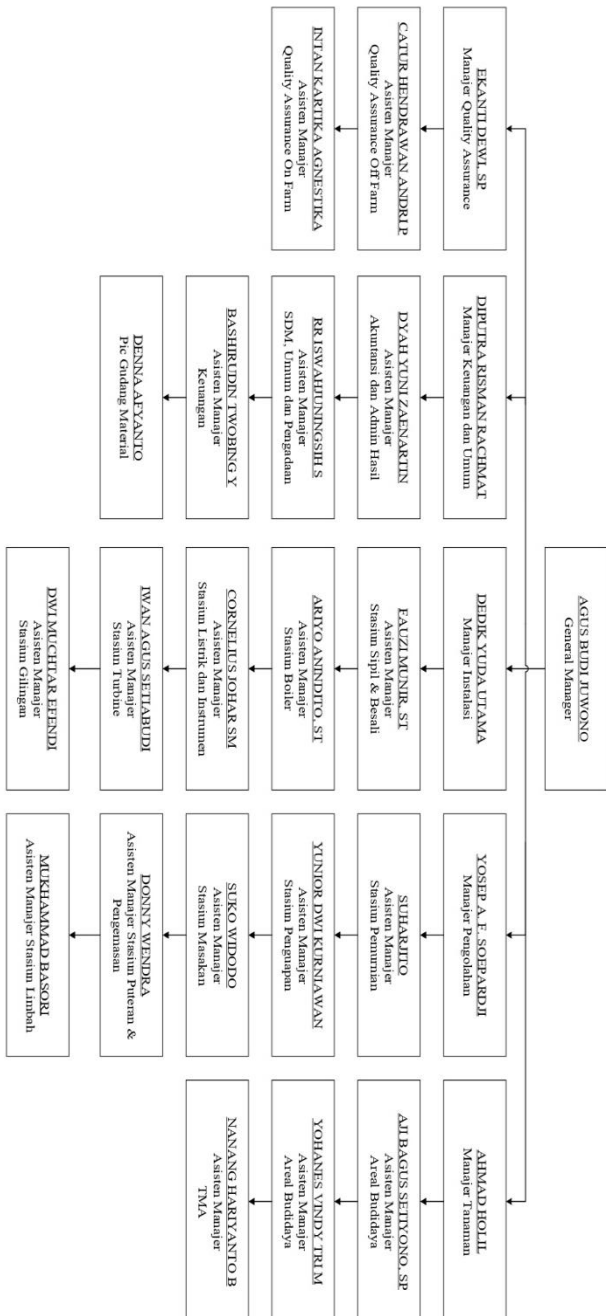 AGUS BUDI JUWONO
General Manager
EKANTI DEWI, SP
Manajer Quality Assurance
CATUR HENDRAWAN ANDRI P
Asisten Manajer
Quality Assurance Off Farm
INTAN KARTIKA AGNESTIKA
Asisten Manajer
Quality Assurance On Farm
DIPUTRA RISMAN RACHMAT
Manajer Keuangan dan Umum
DYAH YUNI ZAENARTIN
Asisten Manajer
Akuntansi dan Admin Hasil
RR ISWAHJUNINGSIH S
Asisten Manajer
SDM, Umum dan Pengadaan
BASHIRUDIN TWOBING Y
Asisten Manajer
Keuangan
DENNA AFYANTO
Pic Gudang Material
DEDIK YUDA UTAMA
Manajer Instalasi
FAUZI MUNIR, ST
Asisten Manajer
Stasiun Sipil & Besali
ARIYO ANINDITO, ST
Asisten Manajer
Stasiun Boiler
CORNELIUS JOHAR SM
Asisten Manajer
Stasiun Listrik dan Instrumen
IWAN AGUS SETIABUDI
Asisten Manajer
Stasiun Turbine
DWI MUCHTAR EFENDI
Asisten Manajer
Stasiun Gilingan
YOSEP A. F. SOEPARDJI
Manajer Pengolahan
SUHARJITO
Asisten Manajer
Stasiun Pemurnian
YUNIOR DWI KURNIAWAN
Asisten Manajer
Stasiun Penguapan
SUKO WIDODO
Asisten Manajer
Stasiun Masakan
DONNY WENDRA
Asisten Manajer Stasiun Puteran &
Pengemasan
MUKHAMMAD BASORI
Asisten Manajer Stasiun Limbah
AHMAD HOLIL
Manajer Tanaman
AJI BAGUS SETIYONO, SP
Asisten Manajer
Areal Budidaya
YOHANES VINDY TRI M
Asisten Manajer
Areal Budidaya
NANANG HARIYANTO B
Asisten Manajer
TMA